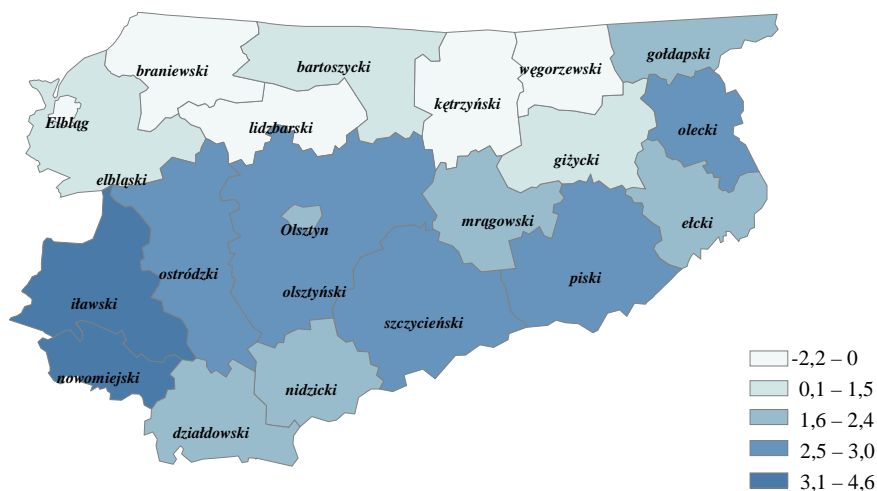 braniewski
bartoszycki
węgorzewski
gołdapski
Elbląg
lidzbarski
kętrzyński
olecki
elbląski
giżycki
Olsztyn
mrągowski
ełcki
ostródzki
olsztyński
piski
iławski
szczycieński
nowomiejski
nidzicki
działdowski
-2,2 – 0
0,1 – 1,5
1,6 – 2,4
2,5 – 3,0
3,1 – 4,6